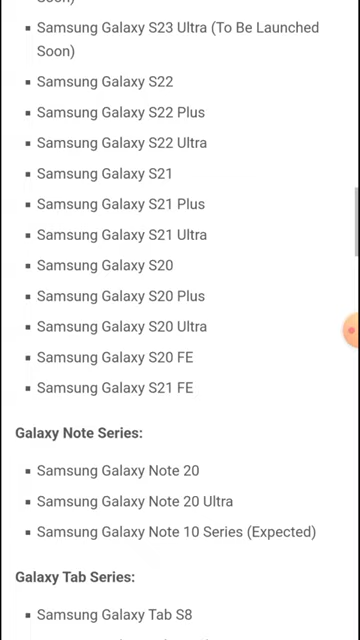 Soon)
Samsung Galaxy S23 Ultra (To Be Launched
Soon)
Samsung Galaxy S22
Samsung Galaxy S22 Plus
Samsung Galaxy S22 Ultra
Samsung Galaxy S21
Samsung Galaxy S21 Plus
Samsung Galaxy S21 Ultra
Samsung Galaxy S20
Samsung Galaxy S20 Plus
Samsung Galaxy S20 Ultra
Samsung Galaxy S20 FE
Samsung Galaxy S21 FE
Galaxy Note Series:
Samsung Galaxy Note 20
Samsung Galaxy Note 20 Ultra
Samsung Galaxy Note 10 Series (Expected)
Galaxy Tab Series:
Samsung Galaxy Tab S8